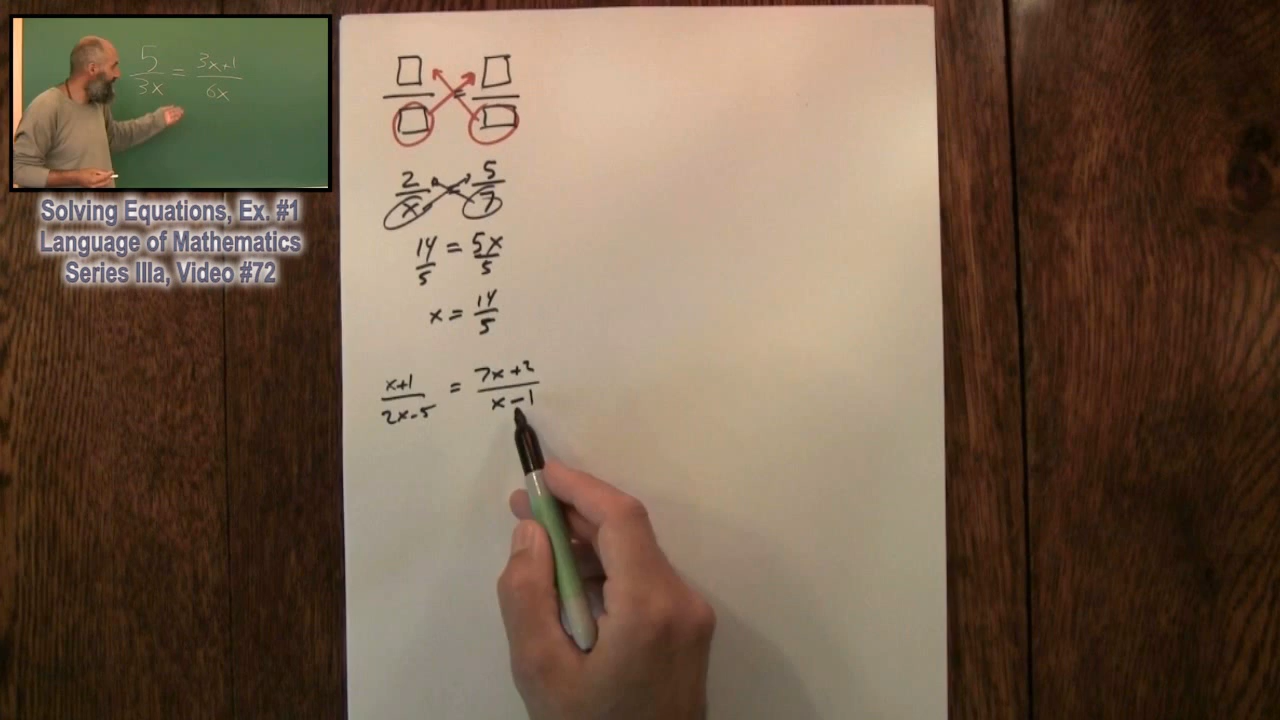 5/3x = 3x+1/6x
Solving Equations, Ex. #1
Language of Mathematics
Series IIIa, Video #72
□/□ = □/□
2/x = 5/7
14/5 = 5x/5
x = 14/5
x+1/2x-5 = 7x+2/x-1